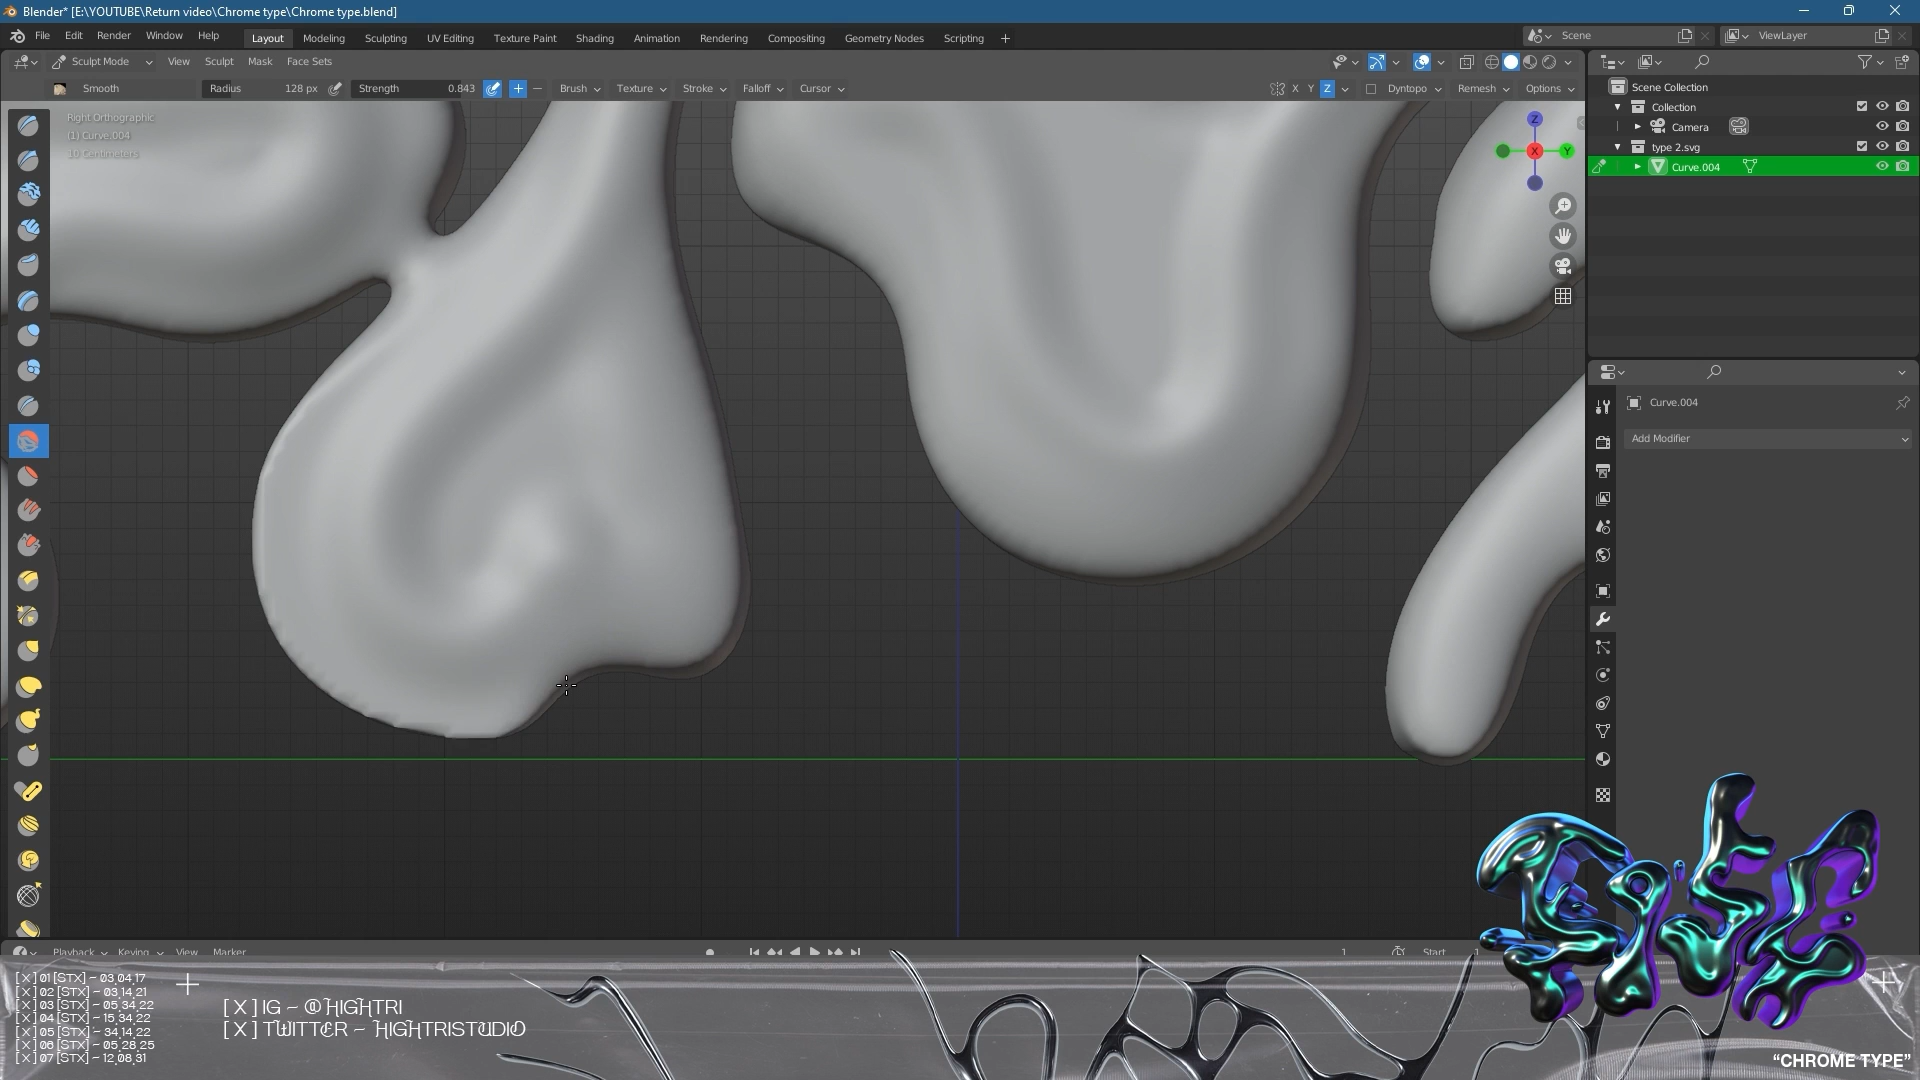 Blender* [E:\YOUTUBE\Return video\Chrome type\Chrome type.blend]
File Edit Render Window Help Layout Modeling Sculpting UV Editing Texture Paint Shading Animation Rendering Compositing Geometry Nodes Scripting + Scene ViewLayer
Sculpt Mode View Sculpt Mask Face Sets
Smooth Radius 128 px Strength 0.843 Brush Texture Stroke Falloff Cursor X Y Z Dyntopo Remesh Options
Right Orthographic
(1) Curve.004
10 Centimeters
Z
X
Y
Scene Collection
Collection
Camera
type 2.svg
Curve.004
Curve.004
Add Modifier
Playback Keying View Marker 1 Start
[X] 01 [STX] – 03.04.17
[X] 02 [STX] – 03.14.21
[X] 03 [STX] – 05.34.22
[X] 04 [STX] – 15.34.22
[X] 05 [STX] – 34.14.22
[X] 06 [STX] – 05.28.25
[X] 07 [STX] – 12.08.31
[X] IG ~ @HIGHTRI
[X] TWITTER ~ HIGHTRISTUDIO
“CHROME TYPE”